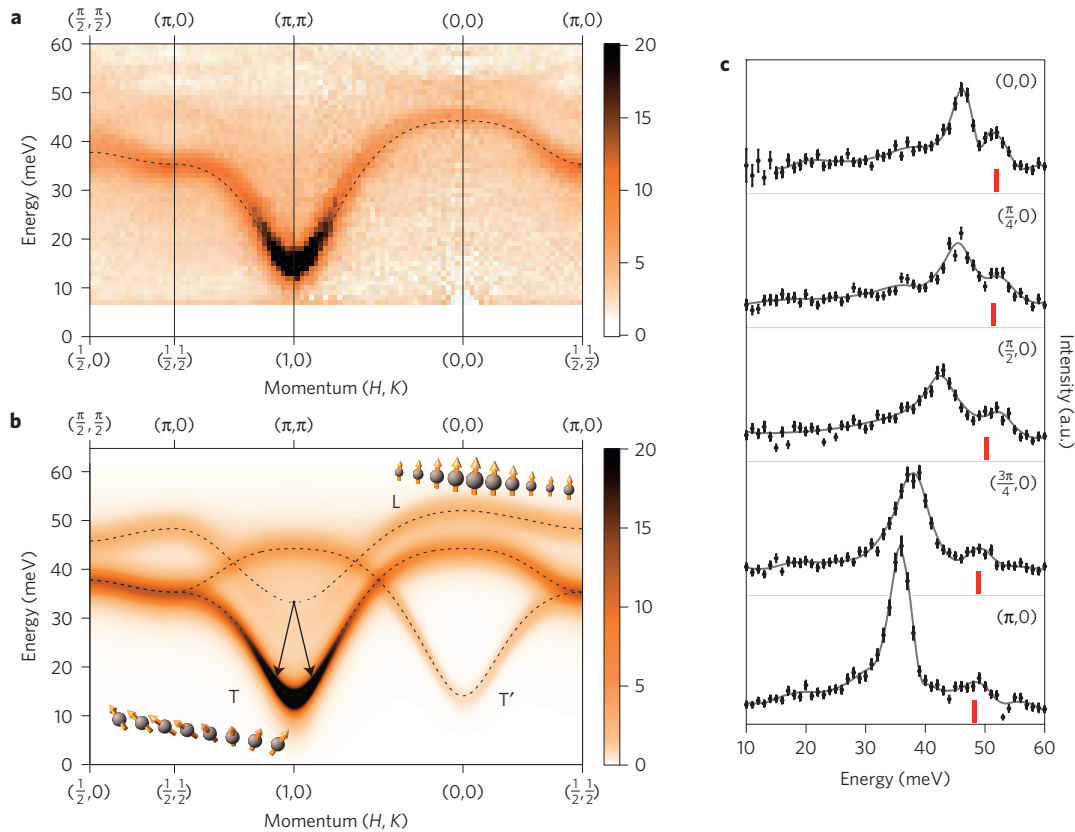 a
(π/2, π/2) (π,0) (π,π) (0,0) (π,0)
60
50
40
30
20
10
0
Energy (meV)
20
15
10
5
0
(1/2,0) (1/2,1/2) (1,0) (0,0) (1/2,1/2)
Momentum (H, K)
b
(π/2, π/2) (π,0) (π,π) (0,0) (π,0)
60
50
40
30
20
10
0
Energy (meV)
L
T
T′
20
15
10
5
0
(1/2,0) (1/2,1/2) (1,0) (0,0) (1/2,1/2)
Momentum (H, K)
c
(0,0)
(π/4,0)
(π/2,0)
(3π/4,0)
(π,0)
Intensity (a.u.)
10 20 30 40 50 60
Energy (meV)